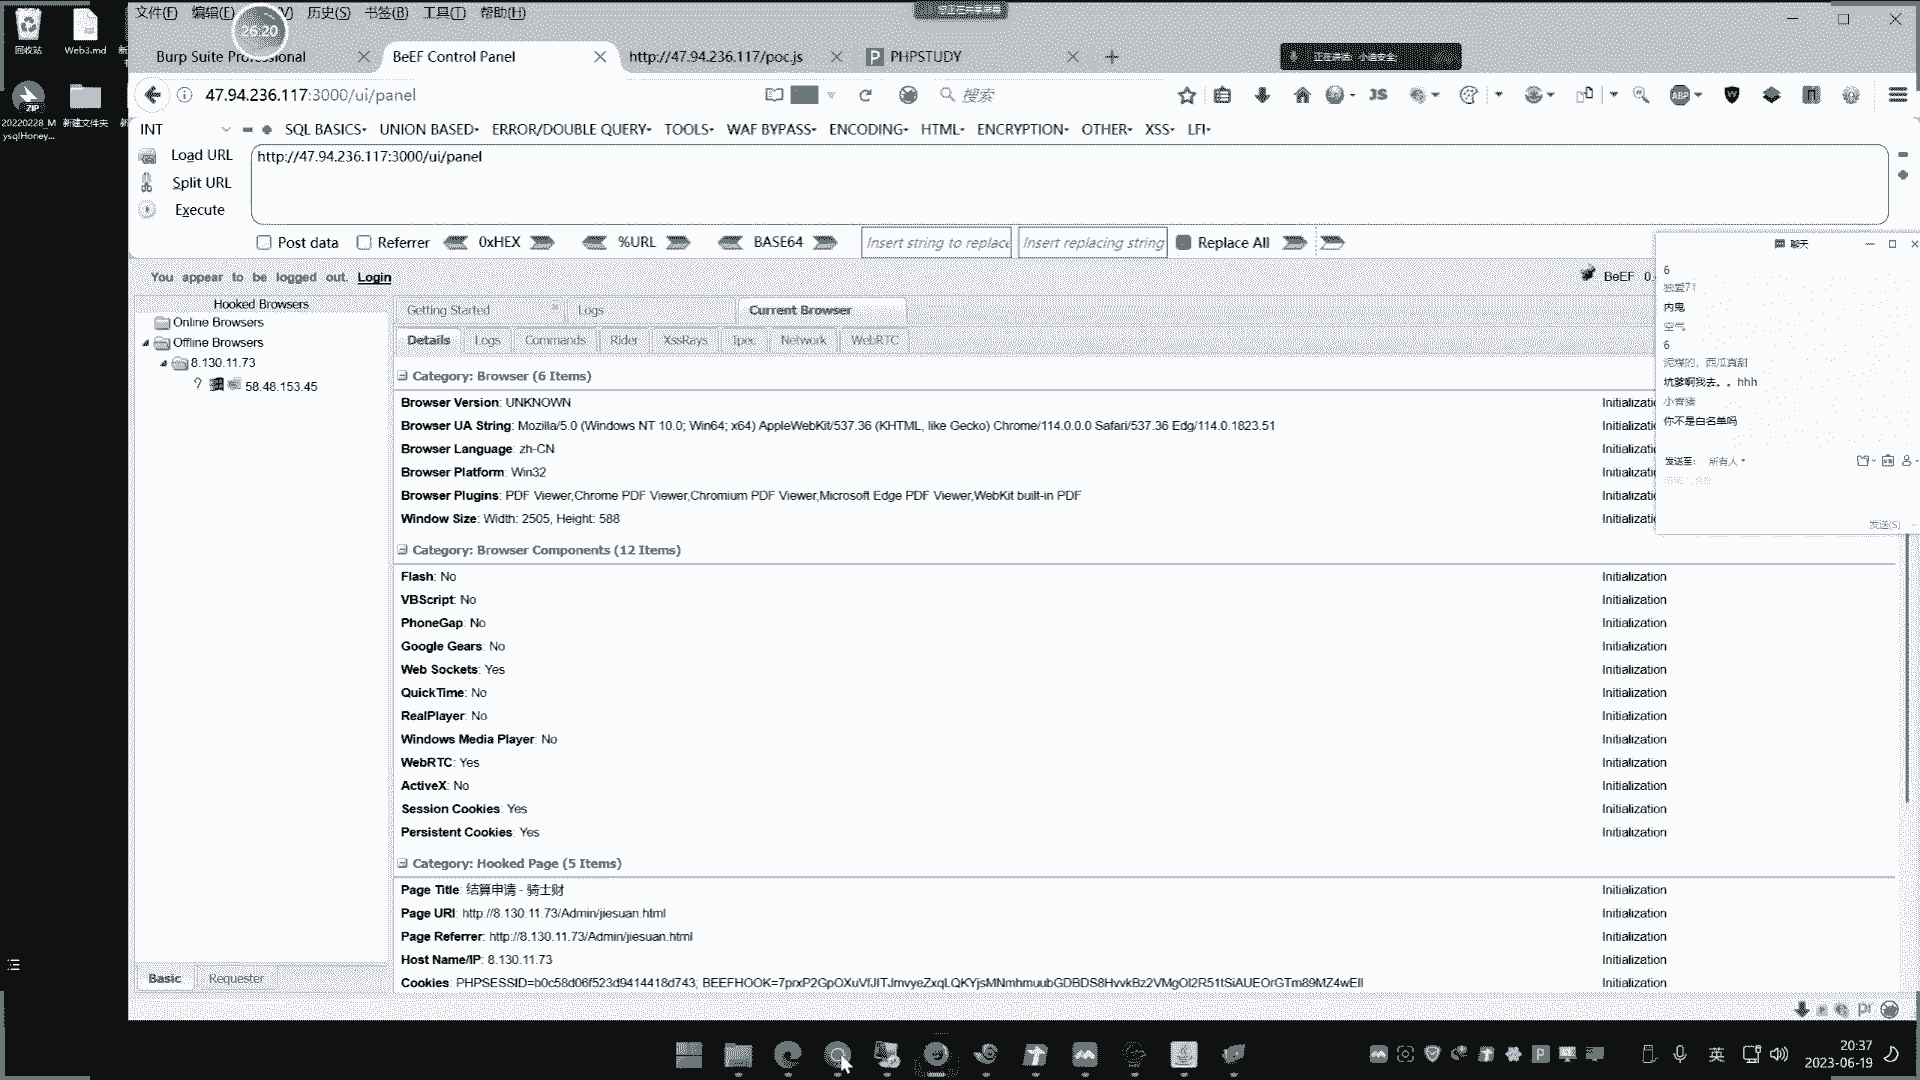 文件(F) 编辑(E) (V) 历史(S) 书签(B) 工具(T) 帮助(H)
26:20
回收站
Web3.md
20220228_M
ysqlHoney...
新建文件夹
Burp Suite Professional
BeEF Control Panel
http://47.94.236.117/poc.js
PHPSTUDY
47.94.236.117:3000/ui/panel
搜索
INT
SQL BASICS UNION BASED ERROR/DOUBLE QUERY TOOLS WAF BYPASS ENCODING HTML ENCRYPTION OTHER XSS LFI
Load URL
http://47.94.236.117:3000/ui/panel
Split URL
Execute
Post data Referrer 0xHEX %URL BASE64 Insert string to replace Insert replacing string Replace All
You appear to be logged out. Login
BeEF 0.
Hooked Browsers
Online Browsers
Offline Browsers
8.130.11.73
? 58.48.153.45
Basic Requester
Getting Started Logs Current Browser
Details Logs Commands Rider XssRays Ipec Network WebRTC
Category: Browser (6 Items)
Browser Version: UNKNOWN Initializatio
Browser UA String: Mozilla/5.0 (Windows NT 10.0; Win64; x64) AppleWebKit/537.36 (KHTML, like Gecko) Chrome/114.0.0.0 Safari/537.36 Edg/114.0.1823.51 Initializatio
Browser Language: zh-CN Initializatio
Browser Platform: Win32 Initializatio
Browser Plugins: PDF Viewer,Chrome PDF Viewer,Chromium PDF Viewer,Microsoft Edge PDF Viewer,WebKit built-in PDF Initializatio
Window Size: Width: 2505, Height: 588 Initializatio
Category: Browser Components (12 Items)
Flash: No Initialization
VBScript: No Initialization
PhoneGap: No Initialization
Google Gears: No Initialization
Web Sockets: Yes Initialization
QuickTime: No Initialization
RealPlayer: No Initialization
Windows Media Player: No Initialization
WebRTC: Yes Initialization
ActiveX: No Initialization
Session Cookies: Yes Initialization
Persistent Cookies: Yes Initialization
Category: Hooked Page (5 Items)
Page Title: 结算申请 - 骑士财 Initialization
Page URI: http://8.130.11.73/Admin/jiesuan.html Initialization
Page Referrer: http://8.130.11.73/Admin/jiesuan.html Initialization
Host Name/IP: 8.130.11.73 Initialization
Cookies: PHPSESSID=b0c58d06f523d9414418d743; Initialization
聊天
6
独爱71
内鬼
空气
6
泥煤的，西瓜真甜
坑爹啊我去。。hhh
你不是白名单吗
发送至: 所有人
发送(S)
英
20:37
2023-06-19